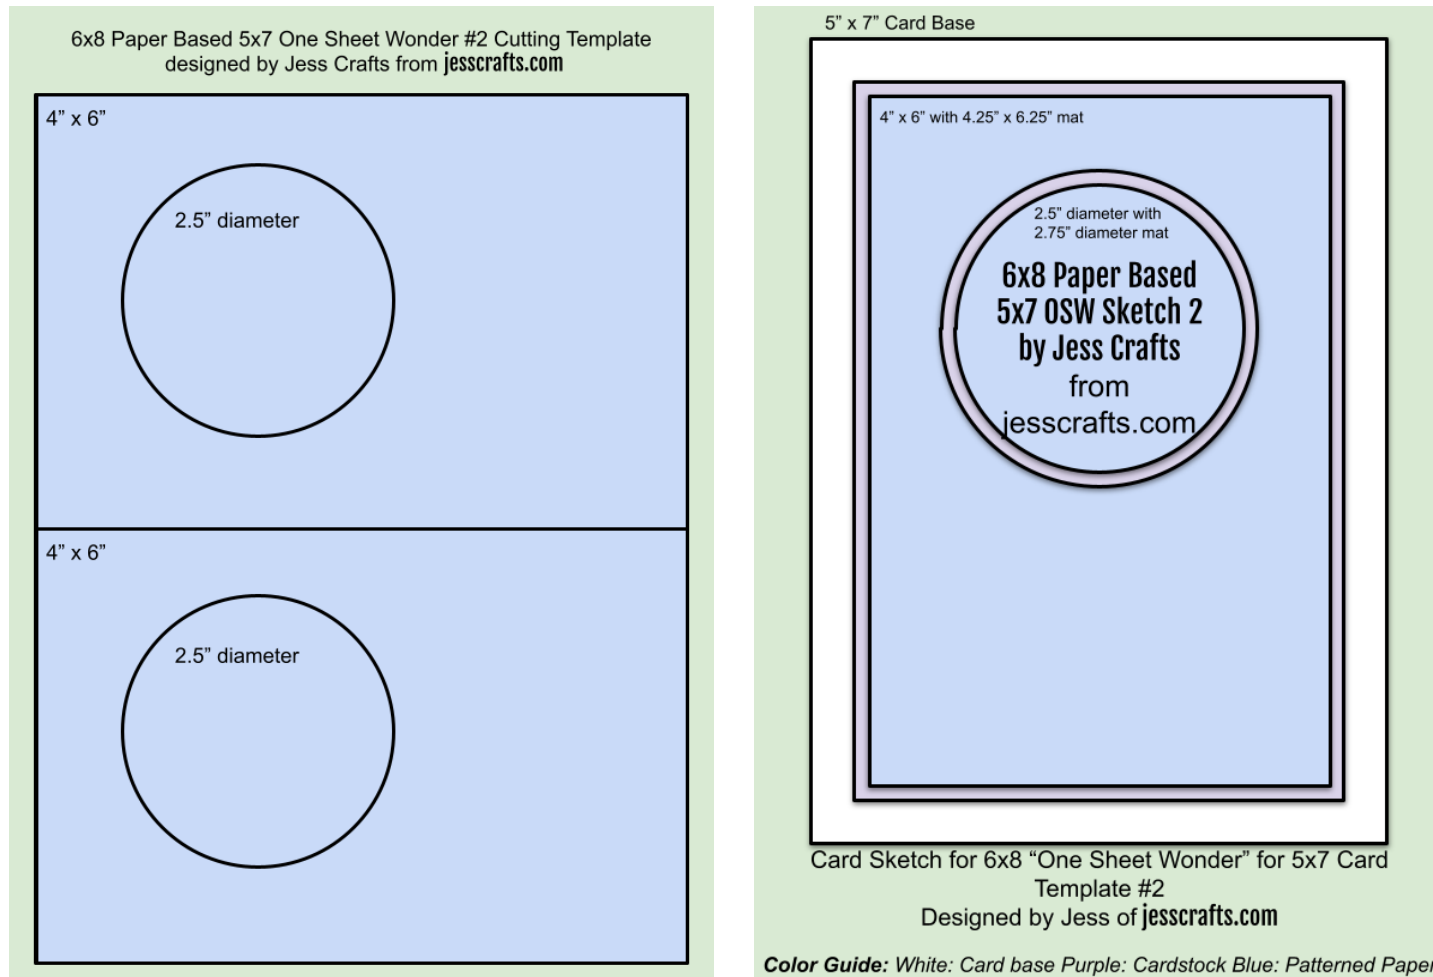 6x8 Paper Based 5x7 One Sheet Wonder #2 Cutting Template
designed by Jess Crafts from jesscrafts.com
4” x 6”
2.5” diameter
4” x 6”
2.5” diameter
5” x 7” Card Base
4” x 6” with 4.25” x 6.25” mat
2.5” diameter with
2.75” diameter mat
6x8 Paper Based
5x7 OSW Sketch 2
by Jess Crafts
from
jesscrafts.com
Card Sketch for 6x8 “One Sheet Wonder” for 5x7 Card
Template #2
Designed by Jess of jesscrafts.com
Color Guide: White: Card base Purple: Cardstock Blue: Patterned Paper